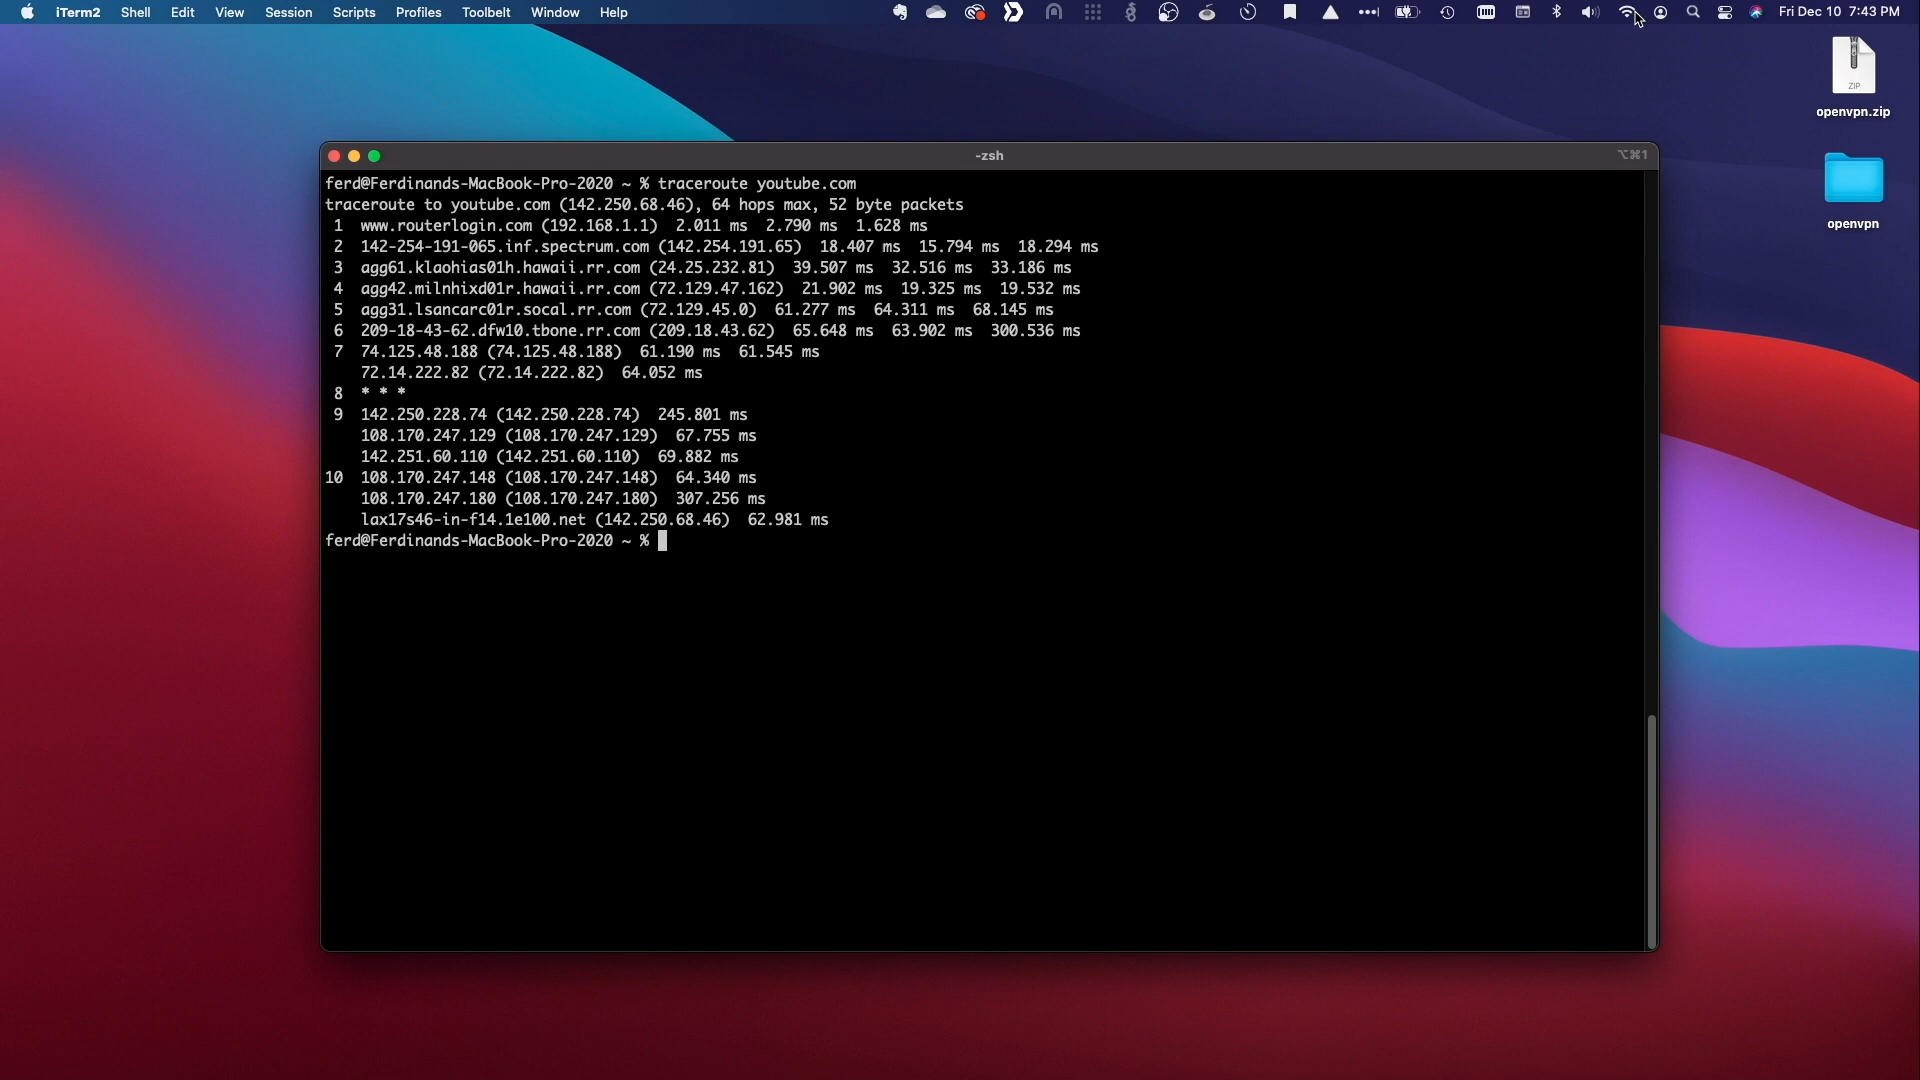 iTerm2 Shell Edit View Session Scripts Profiles Toolbelt Window Help Fri Dec 10 7:43 PM
ZIP
openvpn.zip
openvpn
-zsh ⌥⌘1
ferd@Ferdinands-MacBook-Pro-2020 ~ % traceroute youtube.com
traceroute to youtube.com (142.250.68.46), 64 hops max, 52 byte packets
1 www.routerlogin.com (192.168.1.1) 2.011 ms 2.790 ms 1.628 ms
2 142-254-191-065.inf.spectrum.com (142.254.191.65) 18.407 ms 15.794 ms 18.294 ms
3 agg61.klaohias01h.hawaii.rr.com (24.25.232.81) 39.507 ms 32.516 ms 33.186 ms
4 agg42.milnhixd01r.hawaii.rr.com (72.129.47.162) 21.902 ms 19.325 ms 19.532 ms
5 agg31.lsancarc01r.socal.rr.com (72.129.45.0) 61.277 ms 64.311 ms 68.145 ms
6 209-18-43-62.dfw10.tbone.rr.com (209.18.43.62) 65.648 ms 63.902 ms 300.536 ms
7 74.125.48.188 (74.125.48.188) 61.190 ms 61.545 ms
72.14.222.82 (72.14.222.82) 64.052 ms
8 * * *
9 142.250.228.74 (142.250.228.74) 245.801 ms
108.170.247.129 (108.170.247.129) 67.755 ms
142.251.60.110 (142.251.60.110) 69.882 ms
10 108.170.247.148 (108.170.247.148) 64.340 ms
108.170.247.180 (108.170.247.180) 307.256 ms
lax17s46-in-f14.1e100.net (142.250.68.46) 62.981 ms
ferd@Ferdinands-MacBook-Pro-2020 ~ %